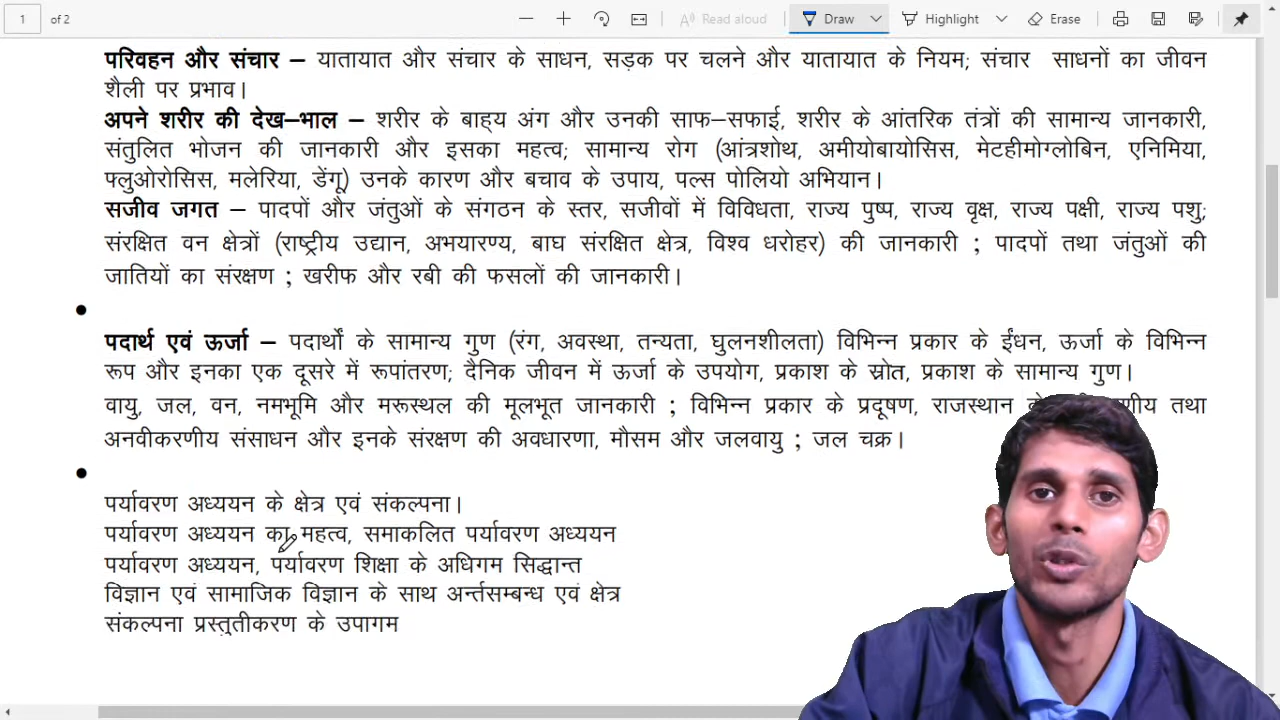 1 of 2 Read aloud Draw Highlight Erase
परिवहन और संचार – यातायात और संचार के साधन, सड़क पर चलने और यातायात के नियम; संचार साधनों का जीवन
शैली पर प्रभाव।
अपने शरीर की देख–भाल – शरीर के बाह्य अंग और उनकी साफ–सफाई, शरीर के आंतरिक तंत्रों की सामान्य जानकारी,
संतुलित भोजन की जानकारी और इसका महत्व; सामान्य रोग (आंत्रशोथ, अमीयोबायोसिस, मेटहीमोग्लोबिन, एनिमिया,
फ्लुओरोसिस, मलेरिया, डेंगू) उनके कारण और बचाव के उपाय, पल्स पोलियो अभियान।
सजीव जगत – पादपों और जंतुओं के संगठन के स्तर, सजीवों में विविधता, राज्य पुष्प, राज्य वृक्ष, राज्य पक्षी, राज्य पशु;
संरक्षित वन क्षेत्रों (राष्ट्रीय उद्यान, अभयारण्य, बाघ संरक्षित क्षेत्र, विश्व धरोहर) की जानकारी ; पादपों तथा जंतुओं की
जातियों का संरक्षण ; खरीफ और रबी की फसलों की जानकारी।
पदार्थ एवं ऊर्जा – पदार्थों के सामान्य गुण (रंग, अवस्था, तन्यता, घुलनशीलता) विभिन्न प्रकार के ईंधन, ऊर्जा के विभिन्न
रूप और इनका एक दूसरे में रूपांतरण; दैनिक जीवन में ऊर्जा के उपयोग, प्रकाश के स्रोत, प्रकाश के सामान्य गुण।
वायु, जल, वन, नमभूमि और मरूस्थल की मूलभूत जानकारी ; विभिन्न प्रकार के प्रदूषण, राजस्थान तथा
अनवीकरणीय संसाधन और इनके संरक्षण की अवधारणा, मौसम और जलवायु ; जल चक्र।
पर्यावरण अध्ययन के क्षेत्र एवं संकल्पना।
पर्यावरण अध्ययन का महत्व, समाकलित पर्यावरण अध्ययन
पर्यावरण अध्ययन, पर्यावरण शिक्षा के अधिगम सिद्धान्त
विज्ञान एवं सामाजिक विज्ञान के साथ अर्न्तसम्बन्ध एवं क्षेत्र
संकल्पना प्रस्तुतीकरण के उपागम